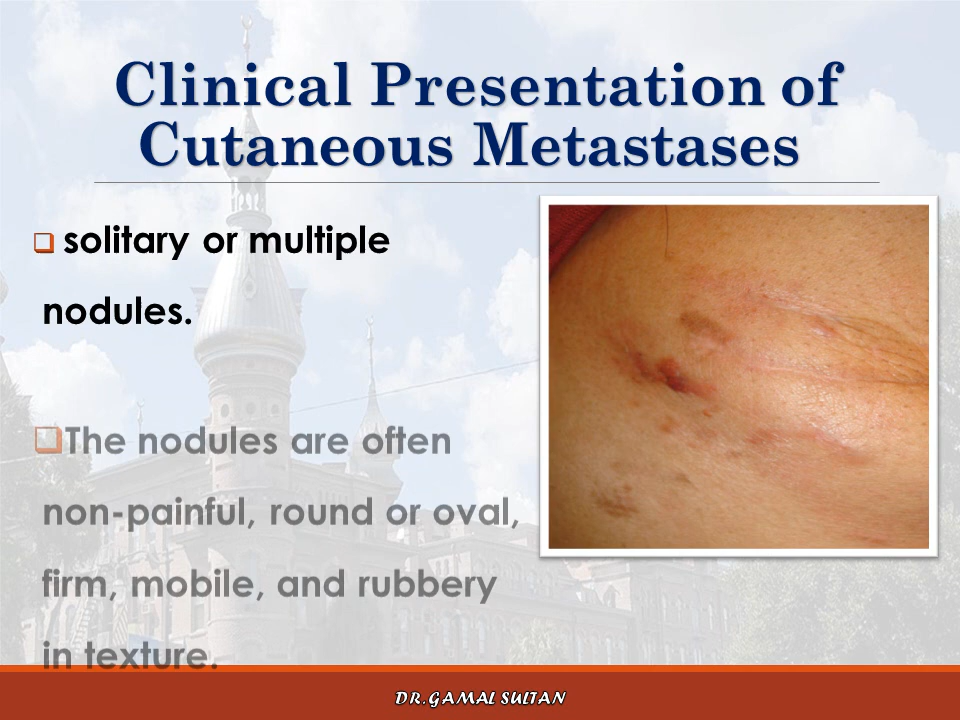 Clinical Presentation of
Cutaneous Metastases
solitary or multiple
nodules.
The nodules are often
non-painful, round or oval,
firm, mobile, and rubbery
in texture.
DR.GAMAL SULTAN